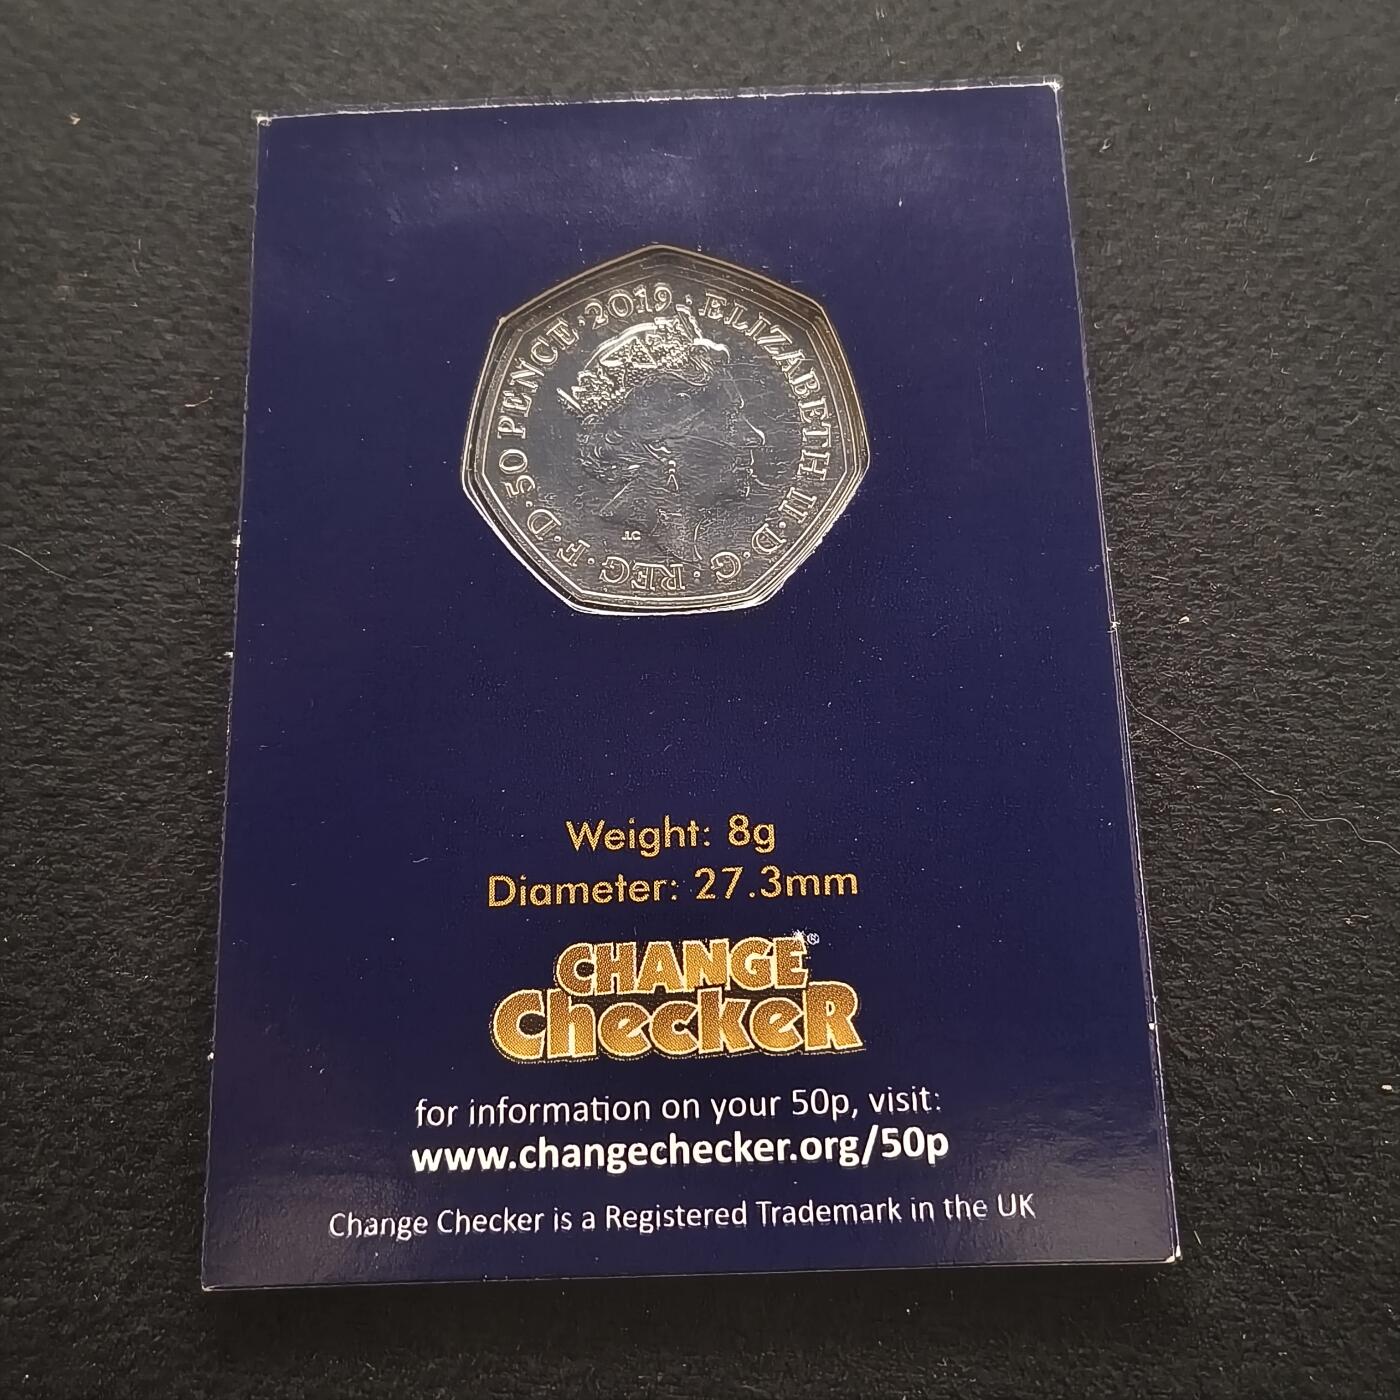 ELIZABETH II·D·G·REG·F·D·50 PENCE·2019·
JC
Weight: 8g
Diameter: 27.3mm
CHANGE®
CheckeR
for information on your 50p, visit:
www.changechecker.org/50p
Change Checker is a Registered Trademark in the UK